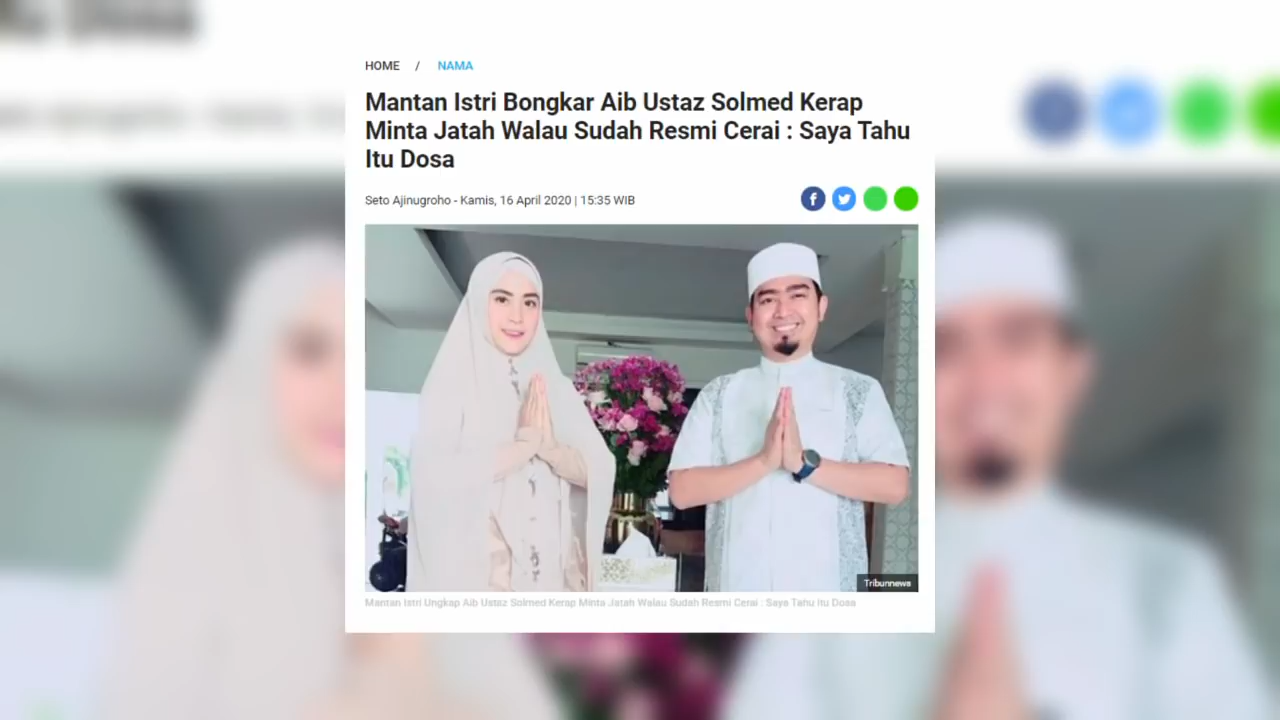 HOME / NAMA
Mantan Istri Bongkar Aib Ustaz Solmed Kerap
Minta Jatah Walau Sudah Resmi Cerai : Saya Tahu
Itu Dosa
Seto Ajinugroho - Kamis, 16 April 2020 | 15:35 WIB
Tribunnews
Mantan Istri Ungkap Aib Ustaz Solmed Kerap Minta Jatah Walau Sudah Resmi Cerai : Saya Tahu Itu Dosa